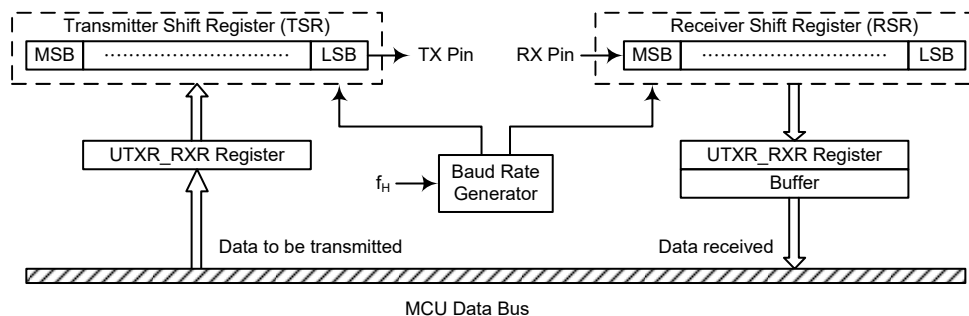 Transmitter Shift Register (TSR)
MSB ………………………… LSB
TX Pin
Receiver Shift Register (RSR)
RX Pin
MSB ………………………… LSB
UTXR_RXR Register
Baud Rate
Generator
f_H
UTXR_RXR Register
Buffer
Data to be transmitted
Data received
MCU Data Bus